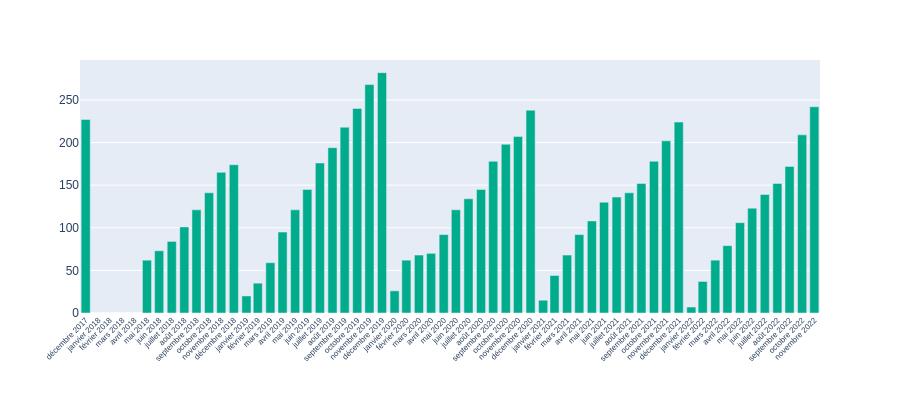 250
200
150
100
50
0
décembre 2017
janvier 2018
février 2018
mars 2018
avril 2018
mai 2018
juin 2018
juillet 2018
août 2018
septembre 2018
octobre 2018
novembre 2018
décembre 2018
janvier 2019
février 2019
mars 2019
avril 2019
mai 2019
juin 2019
juillet 2019
août 2019
septembre 2019
octobre 2019
novembre 2019
décembre 2019
janvier 2020
février 2020
mars 2020
avril 2020
mai 2020
juin 2020
juillet 2020
août 2020
septembre 2020
octobre 2020
novembre 2020
décembre 2020
janvier 2021
février 2021
mars 2021
avril 2021
mai 2021
juin 2021
juillet 2021
août 2021
septembre 2021
octobre 2021
novembre 2021
décembre 2021
janvier 2022
février 2022
mars 2022
avril 2022
mai 2022
juin 2022
juillet 2022
août 2022
septembre 2022
octobre 2022
novembre 2022